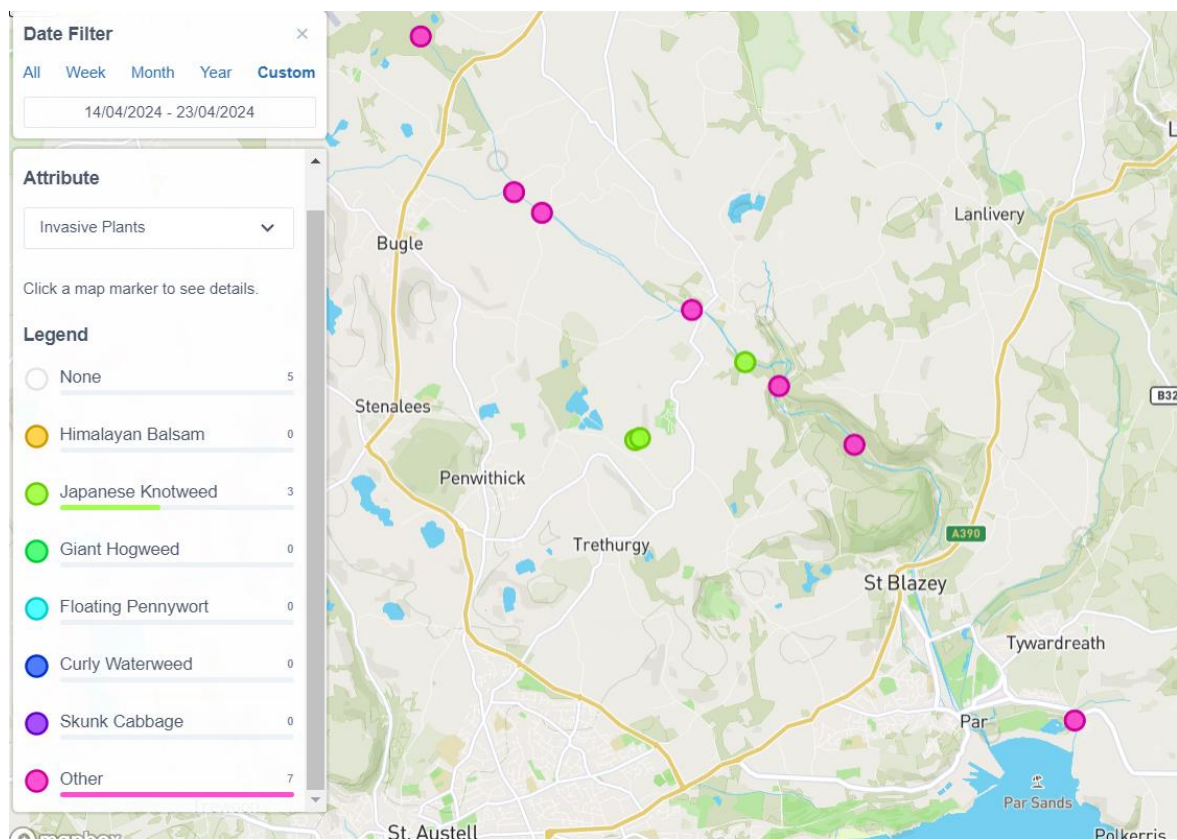 Date Filter ×
All Week Month Year Custom
14/04/2024 - 23/04/2024
Attribute
Invasive Plants
Click a map marker to see details.
Legend
None 5
Himalayan Balsam 0
Japanese Knotweed 3
Giant Hogweed 0
Floating Pennywort 0
Curly Waterweed 0
Skunk Cabbage 0
Other 7
mapbox
L
Lanlivery
Bugle
B32
Stenalees
Penwithick
Trethurgy
A390
St Blazey
Tywardreath
Par
Par Sands
St. Austell
Polkerris